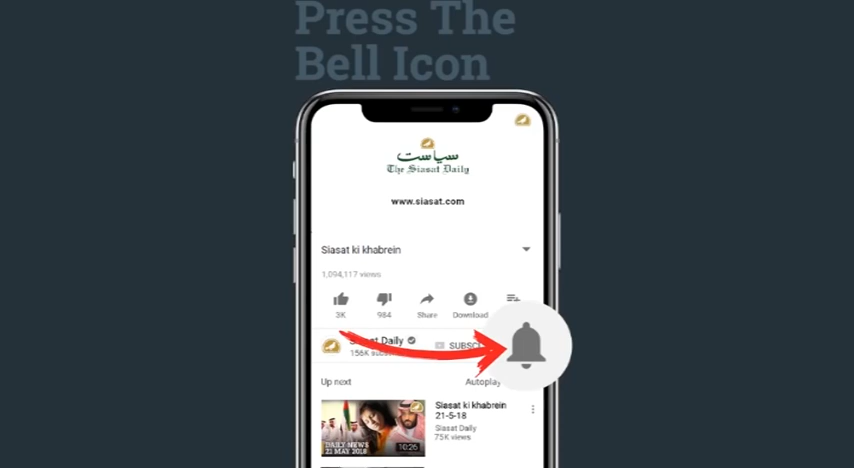 Press The
Bell Icon
سیاست
The Siasat Daily
www.siasat.com
Siasat ki khabrein
1,094,117 views
3K
984
Share
Download
Daily
156K
SUBSC
Up next
Autoplay
Siasat ki khabrein
21-5-18
Siasat Daily
75K views
DAILY NEWS
22 MAY 2018
10:26